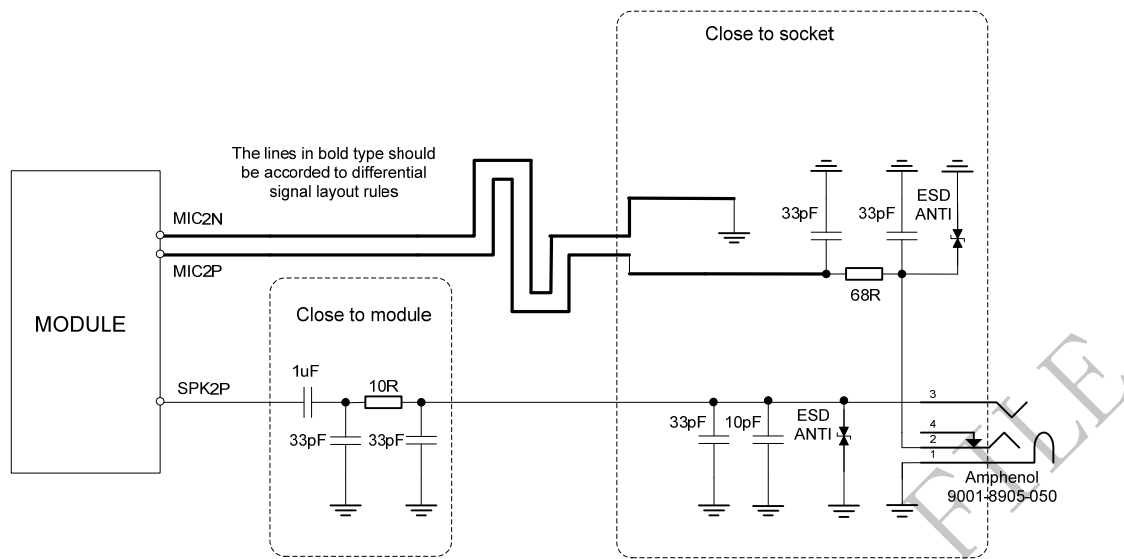 Close to socket
The lines in bold type should
be accorded to differential
signal layout rules
MIC2N
MIC2P
33pF
33pF
ESD
ANTI
68R
MODULE
Close to module
SPK2P
1uF
10R
33pF
33pF
33pF
10pF
ESD
ANTI
3
4
2
1
Amphenol
9001-8905-050
FILE